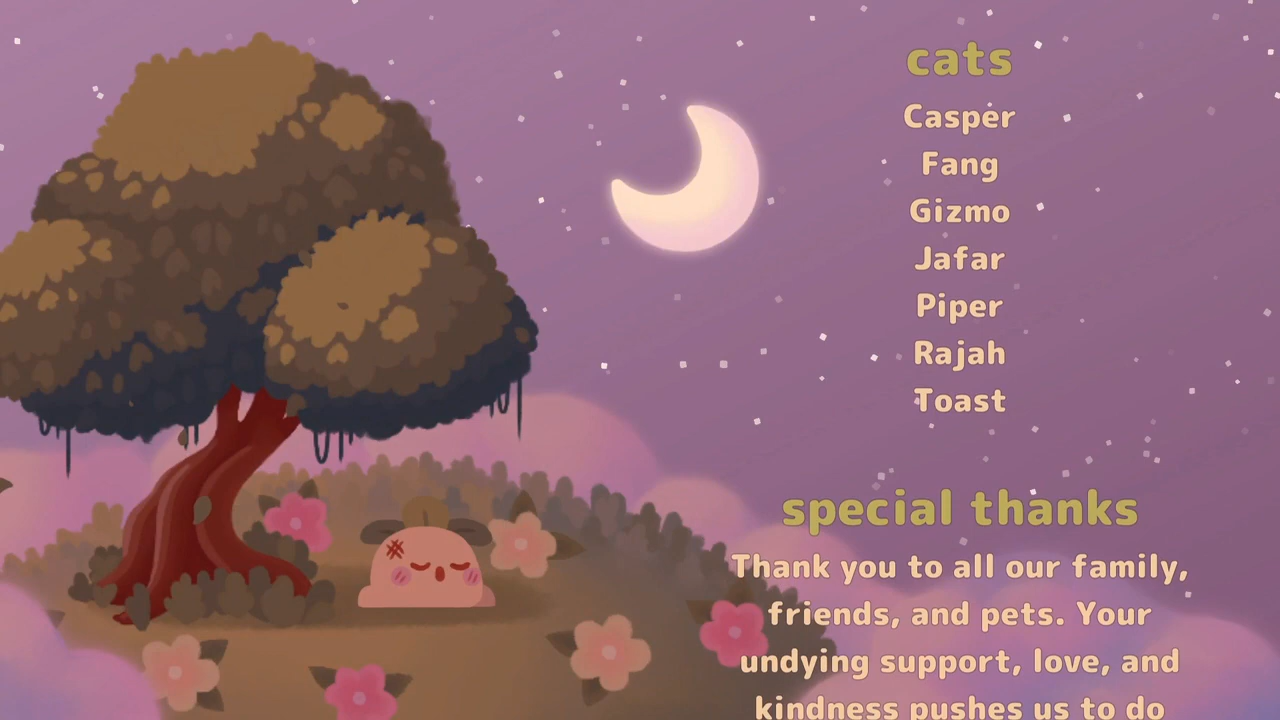 cats
Casper
Fang
Gizmo
Jafar
Piper
Rajah
Toast
special thanks
Thank you to all our family,
friends, and pets. Your
undying support, love, and
kindness pushes us to do